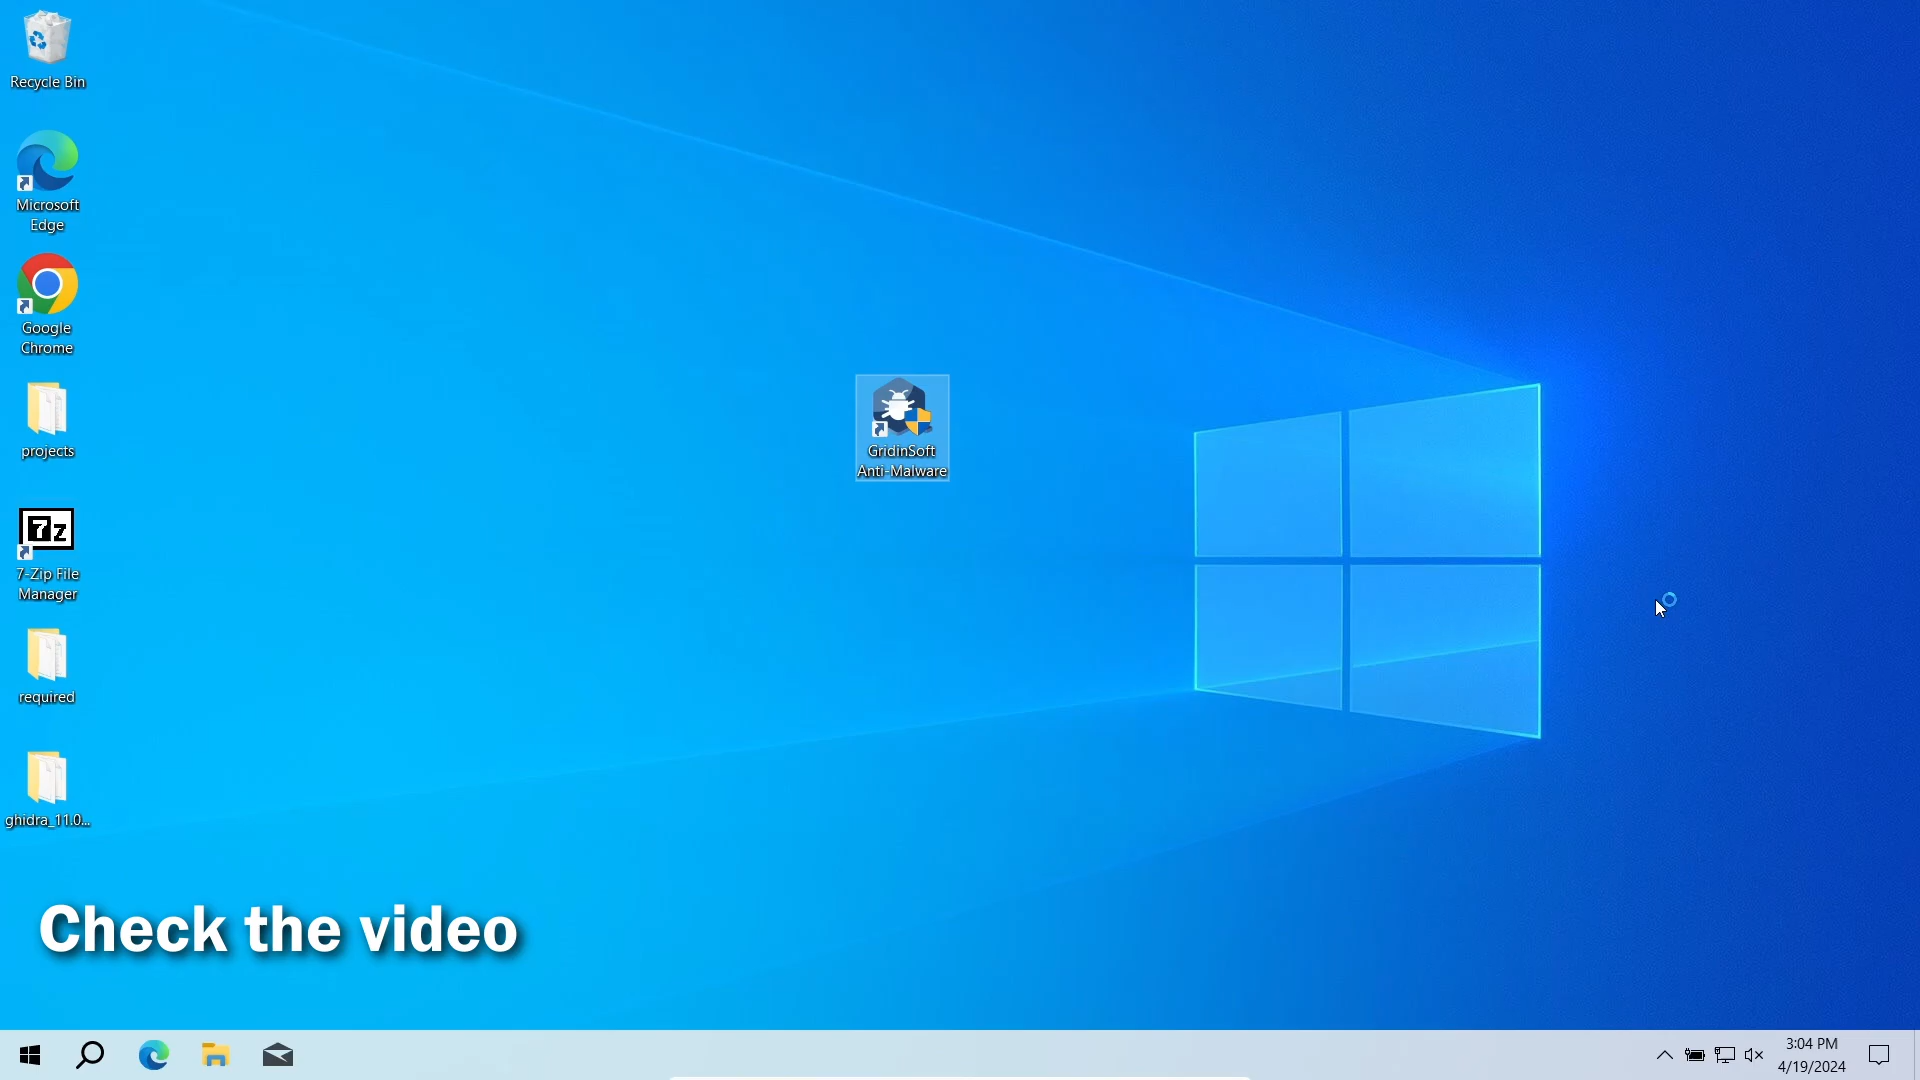 Recycle Bin
Microsoft
Edge
Google
Chrome
projects
7-Zip File
Manager
required
ghidra_11.0...
GridinSoft
Anti-Malware
7z
Check the video
3:04 PM
4/19/2024